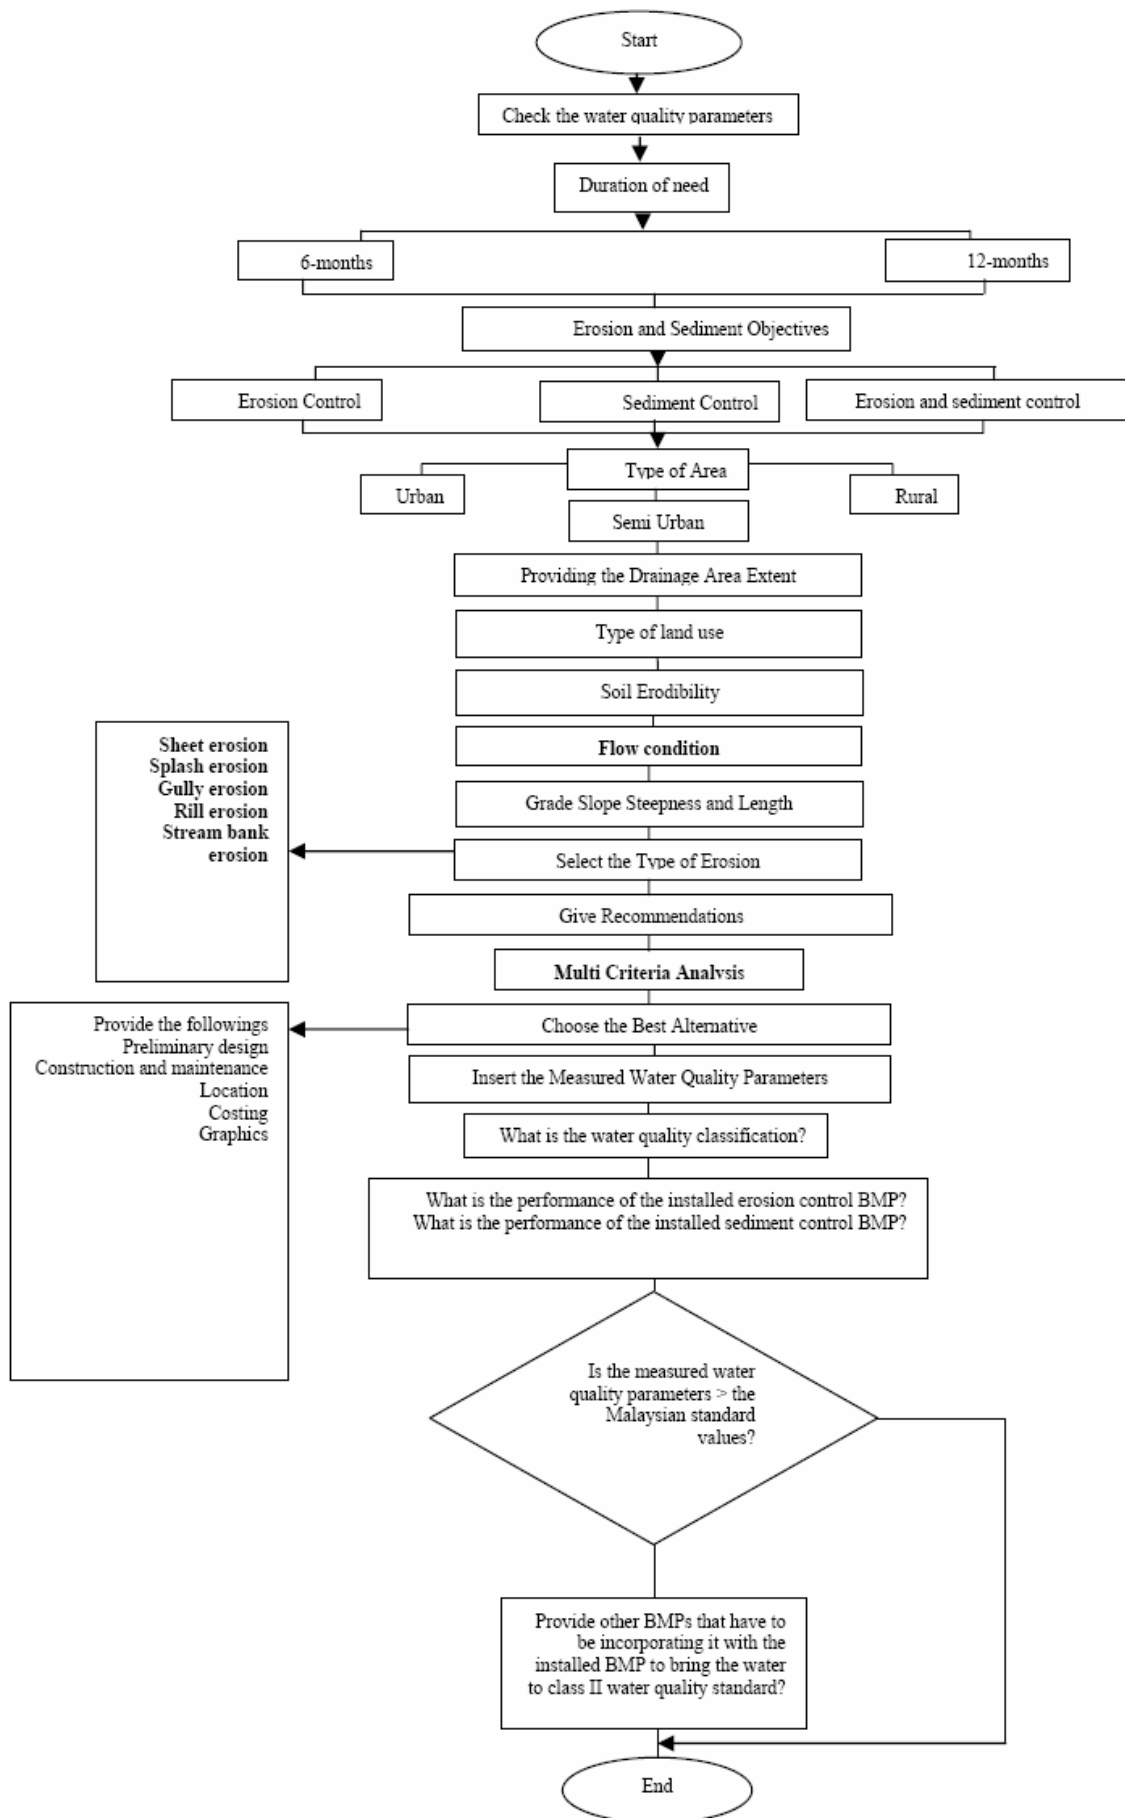 Start
Check the water quality parameters
Duration of need
6-months
12-months
Erosion and Sediment Objectives
Erosion Control
Sediment Control
Erosion and sediment control
Type of Area
Urban
Rural
Semi Urban
Providing the Drainage Area Extent
Type of land use
Soil Erodibility
Flow condition
Grade Slope Steepness and Length
Select the Type of Erosion
Sheet erosion
Splash erosion
Gully erosion
Rill erosion
Stream bank
erosion
Give Recommendations
Multi Criteria Analysis
Choose the Best Alternative
Provide the followings
Preliminary design
Construction and maintenance
Location
Costing
Graphics
Insert the Measured Water Quality Parameters
What is the water quality classification?
What is the performance of the installed erosion control BMP?
What is the performance of the installed sediment control BMP?
Is the measured water
quality parameters > the
Malaysian standard
values?
Provide other BMPs that have to
be incorporating it with the
installed BMP to bring the water
to class II water quality standard?
End